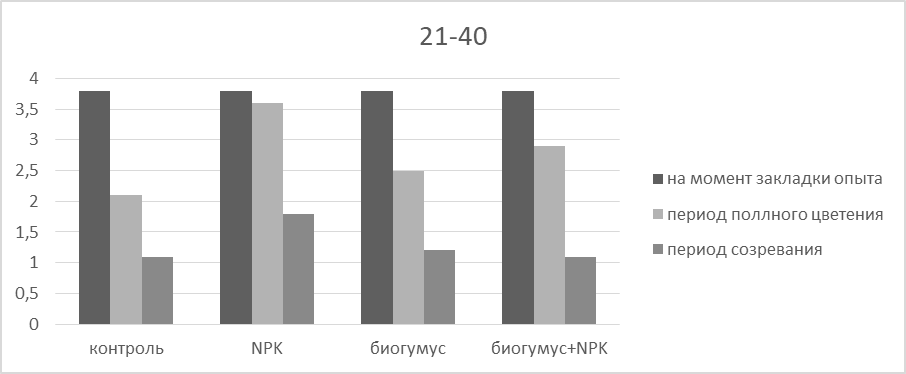 21-40
4
3,5
3
2,5
2
1,5
1
0,5
0
контроль NPK биогумус биогумус+NPK
на момент закладки опыта
период поллного цветения
период созревания